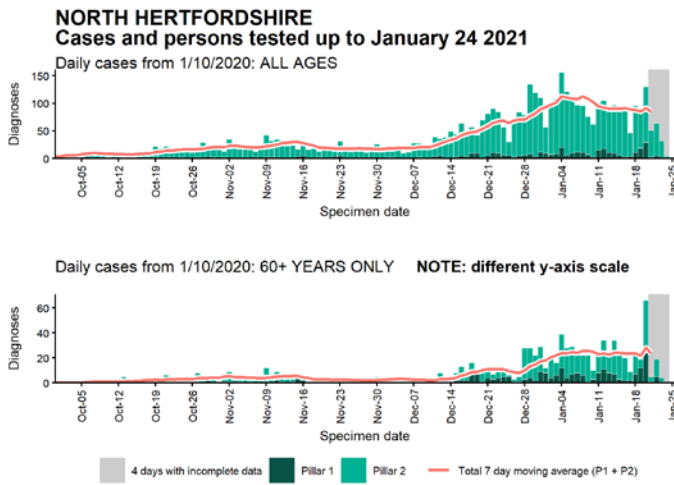 NORTH HERTFORDSHIRE
Cases and persons tested up to January 24 2021
Daily cases from 1/10/2020: ALL AGES
Diagnoses
150
100
50
0
Oct-05 Oct-12 Oct-19 Oct-26 Nov-02 Nov-09 Nov-16 Nov-23 Nov-30 Dec-07 Dec-14 Dec-21 Dec-28 Jan-04 Jan-11 Jan-18 Jan-25
Specimen date
Daily cases from 1/10/2020: 60+ YEARS ONLY NOTE: different y-axis scale
Diagnoses
60
40
20
0
Oct-05 Oct-12 Oct-19 Oct-26 Nov-02 Nov-09 Nov-16 Nov-23 Nov-30 Dec-07 Dec-14 Dec-21 Dec-28 Jan-04 Jan-11 Jan-18 Jan-25
Specimen date
4 days with incomplete data Pillar 1 Pillar 2 Total 7 day moving average (P1 + P2)